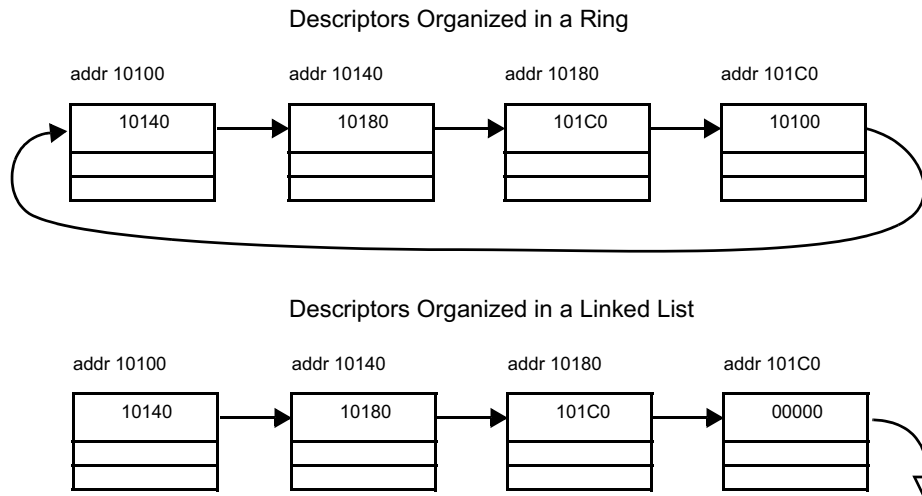 Descriptors Organized in a Ring
addr 10100 addr 10140 addr 10180 addr 101C0
10140 10180 101C0 10100
Descriptors Organized in a Linked List
addr 10100 addr 10140 addr 10180 addr 101C0
10140 10180 101C0 00000